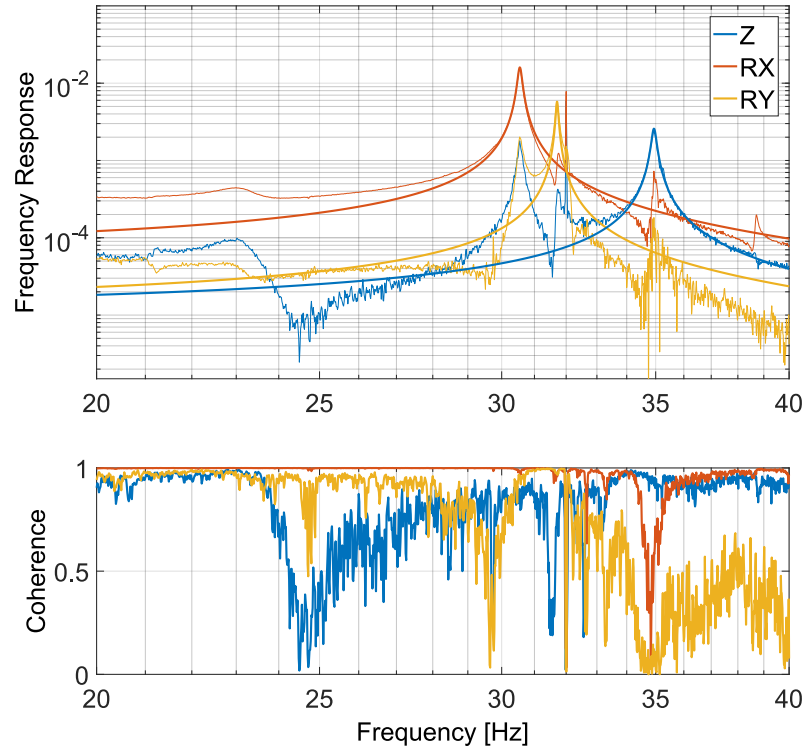 Z
RX
RY
10^-2
10^-4
Frequency Response
20 25 30 35 40
1
0.5
0
Coherence
20 25 30 35 40
Frequency [Hz]